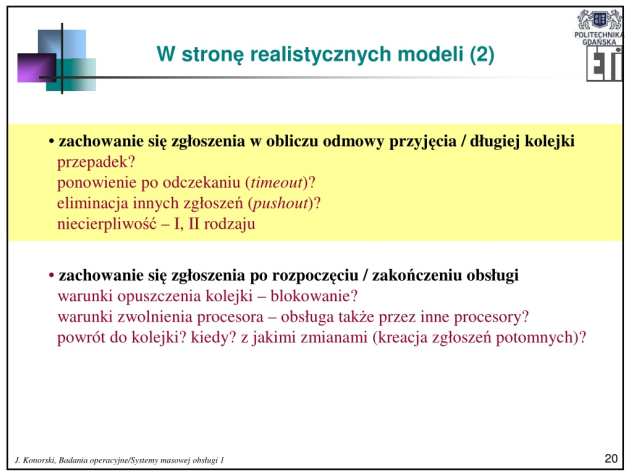 W stronę realistycznych modeli (2)
POLITECHNIKA
GDAŃSKA
ETI
• zachowanie się zgłoszenia w obliczu odmowy przyjęcia / długiej kolejki
przepadek?
ponowienie po odczekaniu (timeout)?
eliminacja innych zgłoszeń (pushout)?
niecierpliwość – I, II rodzaju
• zachowanie się zgłoszenia po rozpoczęciu / zakończeniu obsługi
warunki opuszczenia kolejki – blokowanie?
warunki zwolnienia procesora – obsługa także przez inne procesory?
powrót do kolejki? kiedy? z jakimi zmianami (kreacja zgłoszeń potomnych)?
J. Konorski, Badania operacyjne/Systemy masowej obsługi 1
20